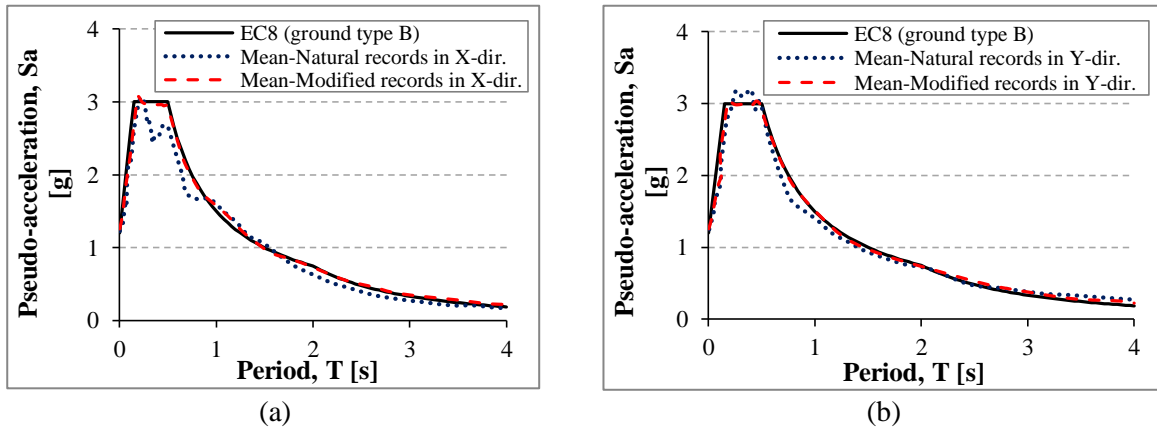 4
3
2
1
0
0
1
2
3
4
Pseudo-acceleration, Sa
[g]
Period, T [s]
EC8 (ground type B)
Mean-Natural records in X-dir.
Mean-Modified records in X-dir.
(a)
4
3
2
1
0
0
1
2
3
4
Pseudo-acceleration, Sa
[g]
Period, T [s]
EC8 (ground type B)
Mean-Natural records in Y-dir.
Mean-Modified records in Y-dir.
(b)